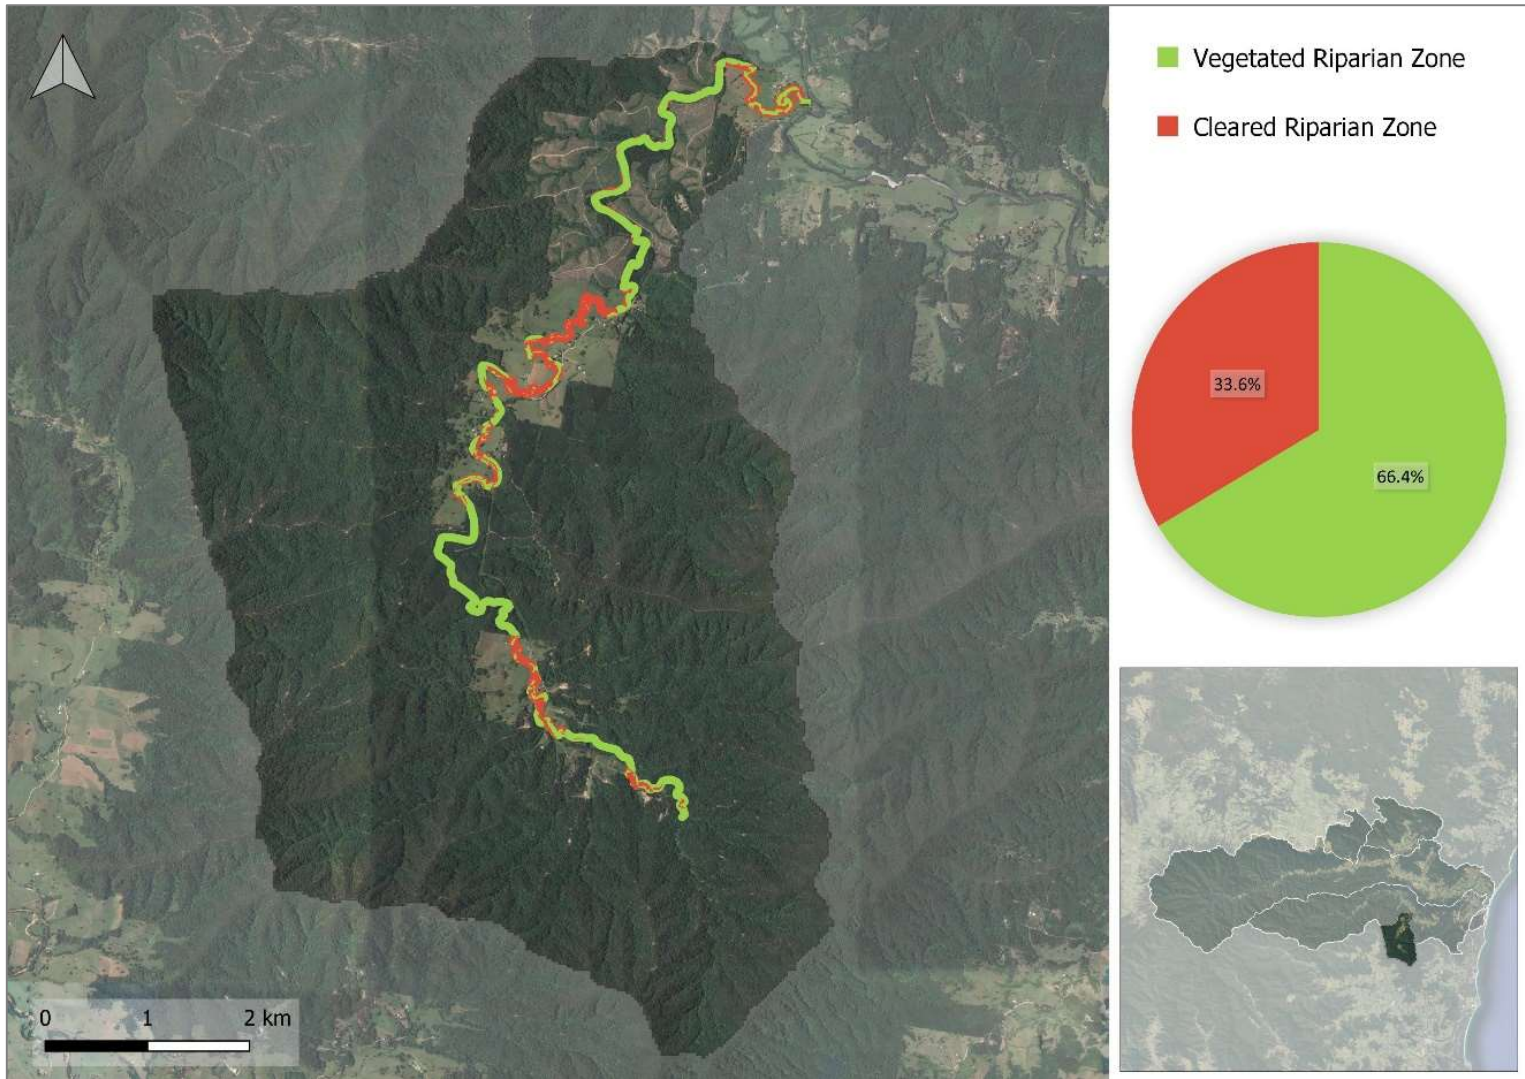 Vegetated Riparian Zone
Cleared Riparian Zone
33.6%
66.4%
0 1 2 km